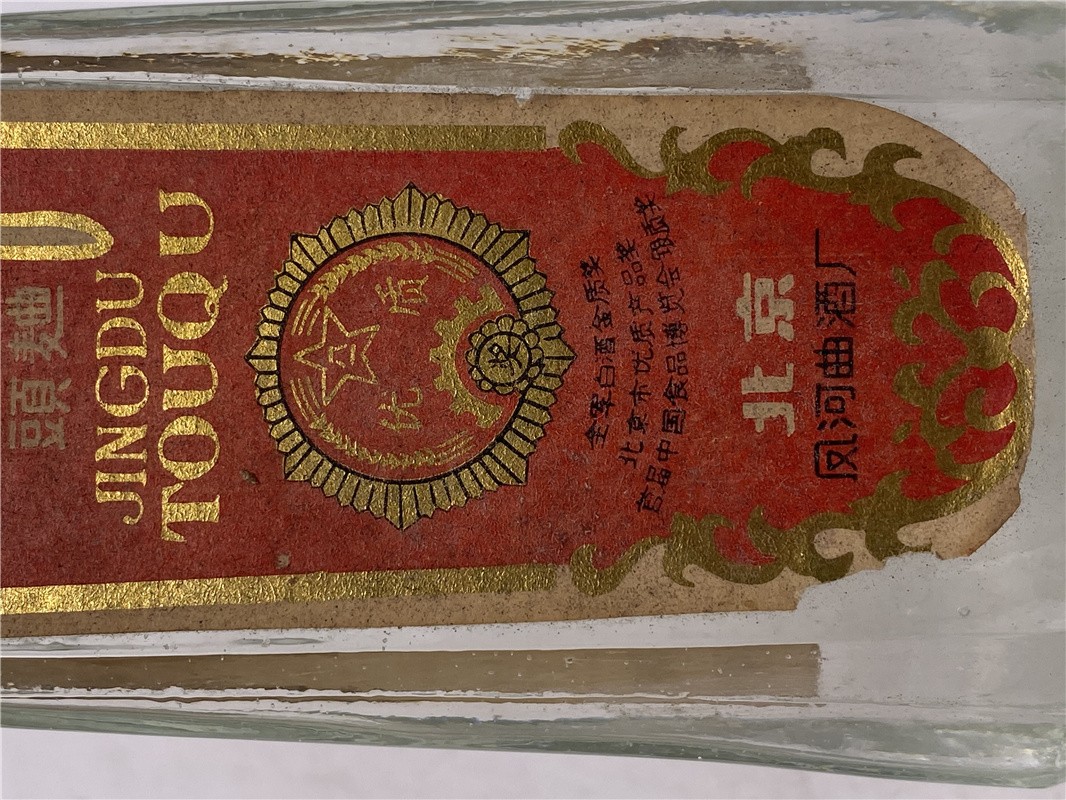 頭麯
JINGDU
TOUQU
优质
奖
全军白酒金质奖
北京市优质产品奖
首届中国食品博览会银质奖
北京
凤河曲酒厂